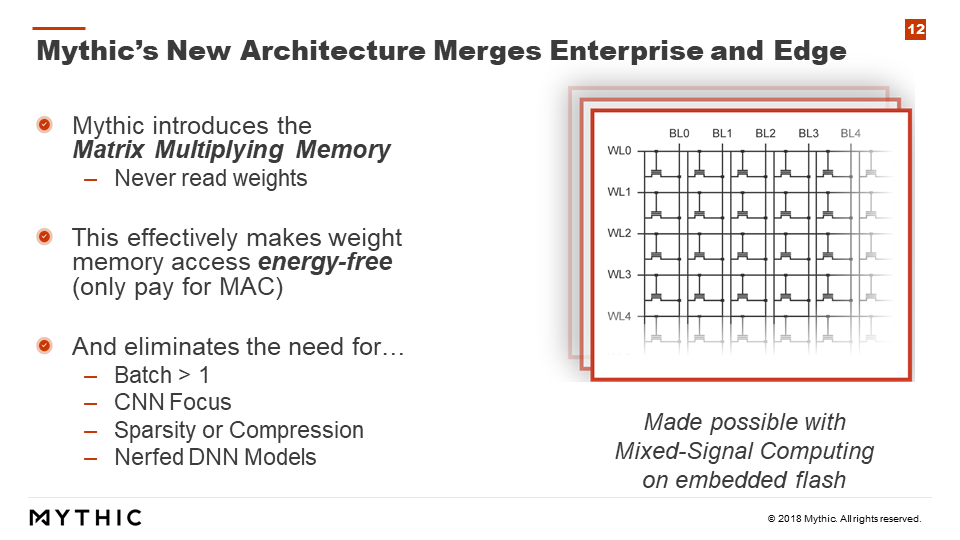 12
Mythic’s New Architecture Merges Enterprise and Edge
Mythic introduces the
Matrix Multiplying Memory
– Never read weights
This effectively makes weight
memory access energy-free
(only pay for MAC)
And eliminates the need for…
– Batch > 1
– CNN Focus
– Sparsity or Compression
– Nerfed DNN Models
BL0 BL1 BL2 BL3 BL4
WL0
WL1
WL2
WL3
WL4
Made possible with
Mixed-Signal Computing
on embedded flash
MYTHIC
© 2018 Mythic. All rights reserved.